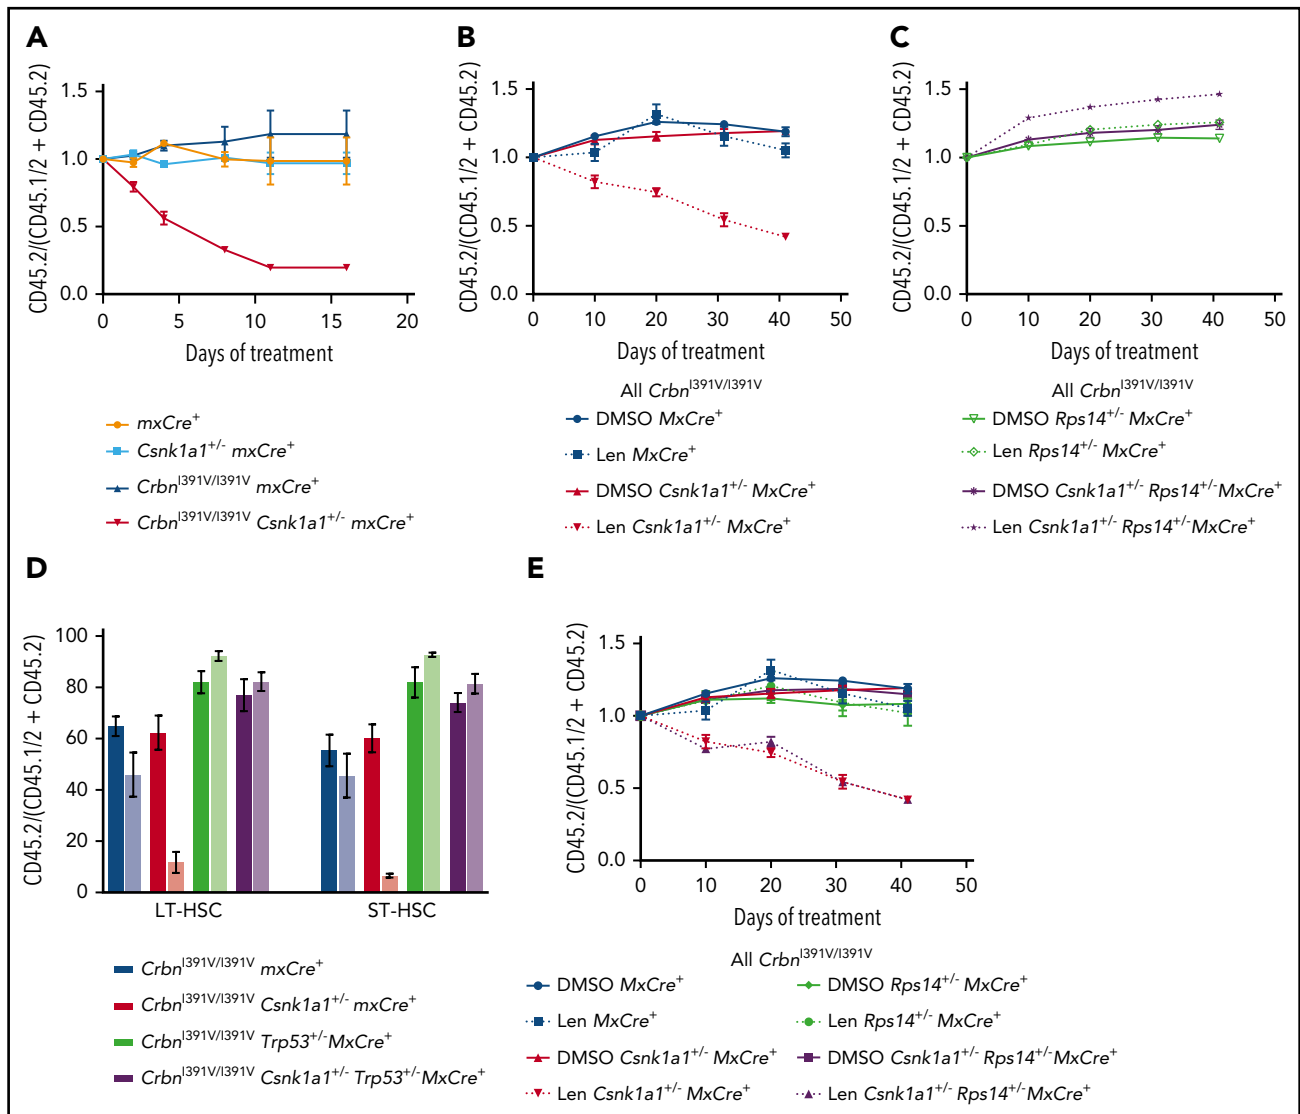 A
CD45.2/(CD45.1/2 + CD45.2)
1.5
1.0
0.5
0.0
0 5 10 15 20
Days of treatment
mxCre+
Csnk1a1+/- mxCre+
CrbnI391V/I391V mxCre+
CrbnI391V/I391V Csnk1a1+/- mxCre+
B
CD45.2/(CD45.1/2 + CD45.2)
1.5
1.0
0.5
0.0
0 10 20 30 40 50
Days of treatment
All CrbnI391V/I391V
DMSO MxCre+
Len MxCre+
DMSO Csnk1a1+/- MxCre+
Len Csnk1a1+/- MxCre+
C
CD45.2/(CD45.1/2 + CD45.2)
1.5
1.0
0.5
0.0
0 10 20 30 40 50
Days of treatment
All CrbnI391V/I391V
DMSO Rps14+/- MxCre+
Len Rps14+/- MxCre+
DMSO Csnk1a1+/- Rps14+/-MxCre+
Len Csnk1a1+/- Rps14+/-MxCre+
D
CD45.2/(CD45.1/2 + CD45.2)
100
80
60
40
20
0
LT-HSC ST-HSC
CrbnI391V/I391V mxCre+
CrbnI391V/I391V Csnk1a1+/- mxCre+
CrbnI391V/I391V Trp53+/-MxCre+
CrbnI391V/I391V Csnk1a1+/- Trp53+/-MxCre+
E
CD45.2/(CD45.1/2 + CD45.2)
1.5
1.0
0.5
0.0
0 10 20 30 40 50
Days of treatment
All CrbnI391V/I391V
DMSO MxCre+
Len MxCre+
DMSO Csnk1a1+/- MxCre+
Len Csnk1a1+/- MxCre+
DMSO Rps14+/- MxCre+
Len Rps14+/- MxCre+
DMSO Csnk1a1+/- Rps14+/-MxCre+
Len Csnk1a1+/- Rps14+/-MxCre+